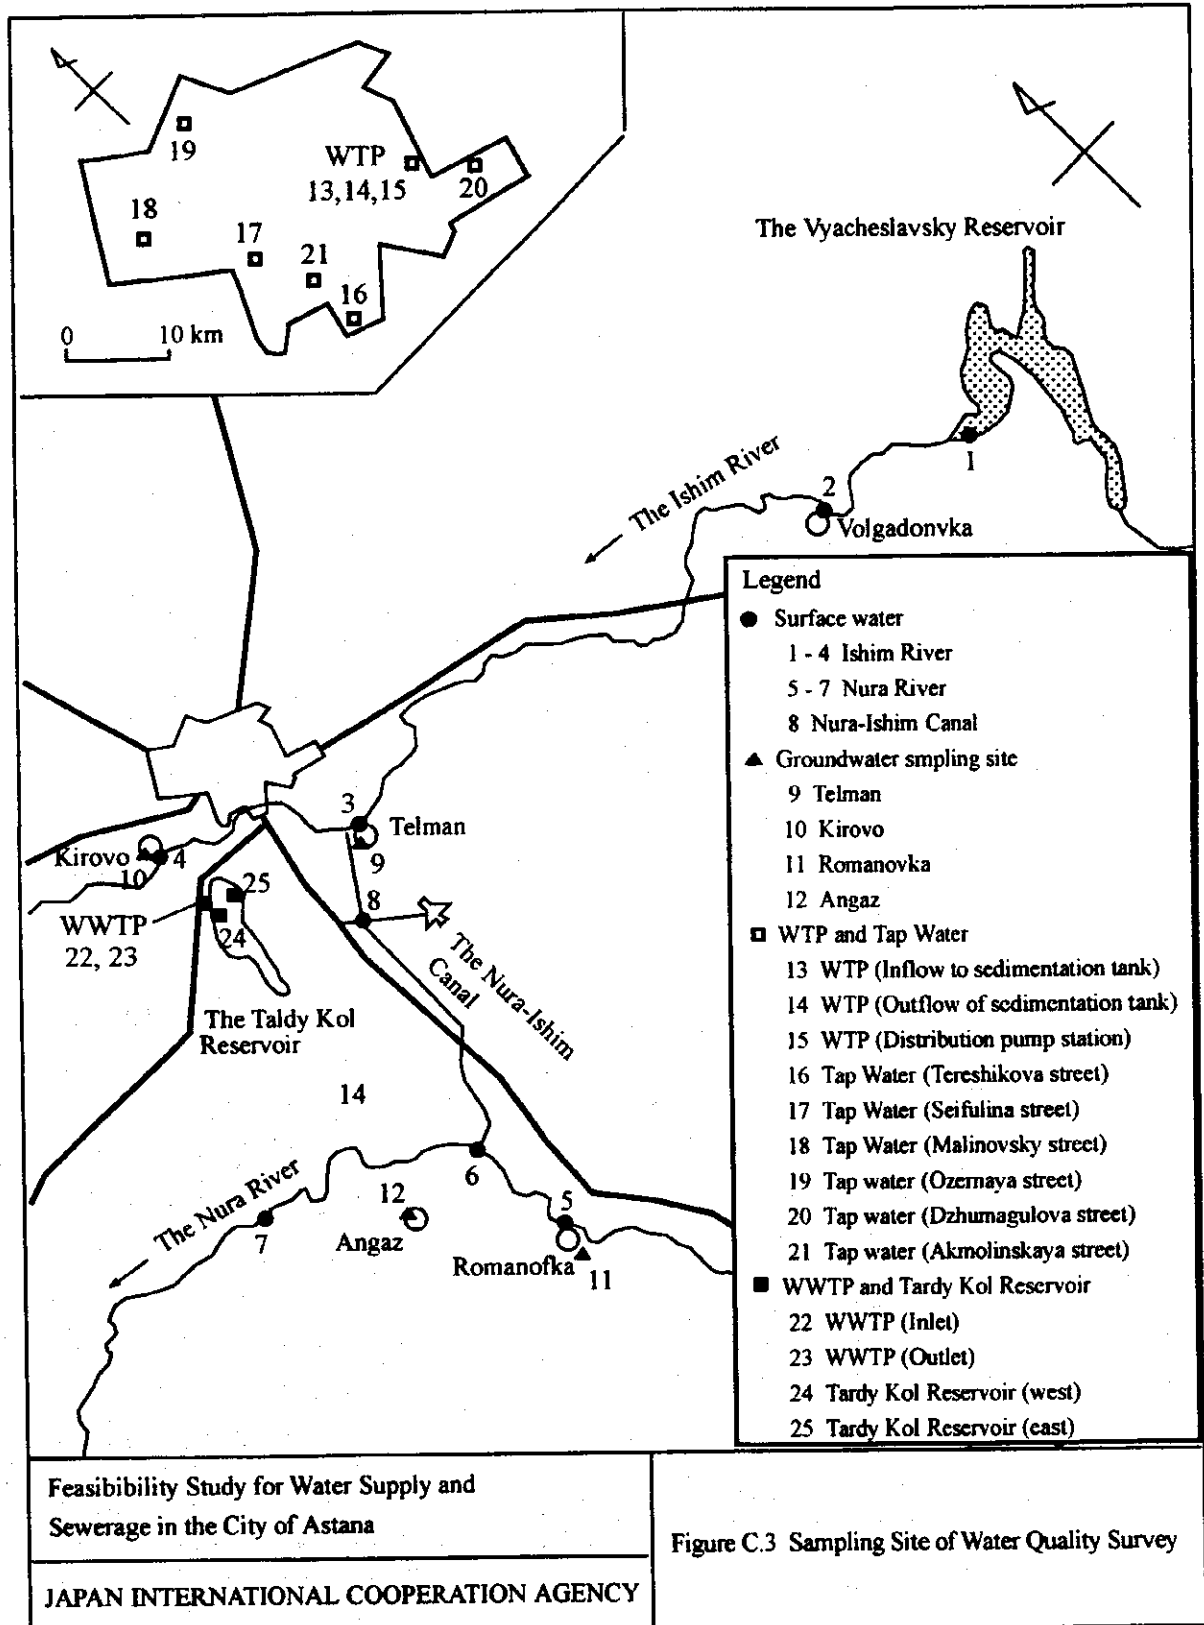 19
WTP
13,14,15
20
18
17
21
16
0 10 km
The Vyacheslavsky Reservoir
1
The Ishim River
2
Volgadonvka
Legend
Surface water
1 - 4 Ishim River
5 - 7 Nura River
8 Nura-Ishim Canal
Groundwater smpling site
9 Telman
10 Kirovo
11 Romanovka
12 Angaz
WTP and Tap Water
13 WTP (Inflow to sedimentation tank)
14 WTP (Outflow of sedimentation tank)
15 WTP (Distribution pump station)
16 Tap Water (Tereshikova street)
17 Tap Water (Seifulina street)
18 Tap Water (Malinovsky street)
19 Tap water (Ozernaya street)
20 Tap water (Dzhumagulova street)
21 Tap water (Akmolinskaya street)
WWTP and Tardy Kol Reservoir
22 WWTP (Inlet)
23 WWTP (Outlet)
24 Tardy Kol Reservoir (west)
25 Tardy Kol Reservoir (east)
3
Telman
9
Kirovo
4
10
25
WWTP
22, 23
24
8
The Nura-Ishim
Canal
The Taldy Kol
Reservoir
14
6
The Nura River
7
12
Angaz
5
Romanofka
11
Feasibibility Study for Water Supply and
Sewerage in the City of Astana
JAPAN INTERNATIONAL COOPERATION AGENCY
Figure C.3 Sampling Site of Water Quality Survey